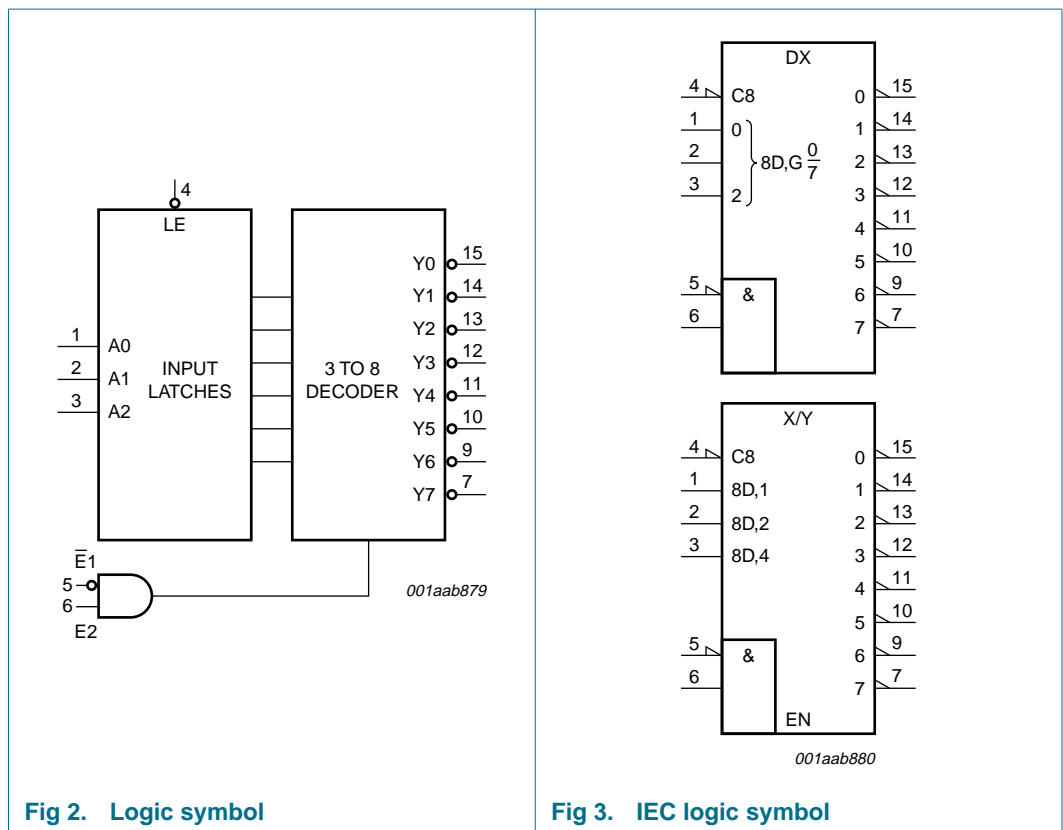 4
LE
1 A0
2 A1
3 A2
INPUT
LATCHES
3 TO 8
DECODER
Y0 15
Y1 14
Y2 13
Y3 12
Y4 11
Y5 10
Y6 9
Y7 7
E̅1
5
6
E2
001aab879
Fig 2. Logic symbol
DX
4 C8 0 15
1 0 1 14
2 8D,G 0/7 2 13
3 2 3 12
4 11
5 10
5 & 6 9
6 7 7
X/Y
4 C8 0 15
1 8D,1 1 14
2 8D,2 2 13
3 8D,4 3 12
4 11
5 10
5 & 6 9
6 7 7
EN
001aab880
Fig 3. IEC logic symbol